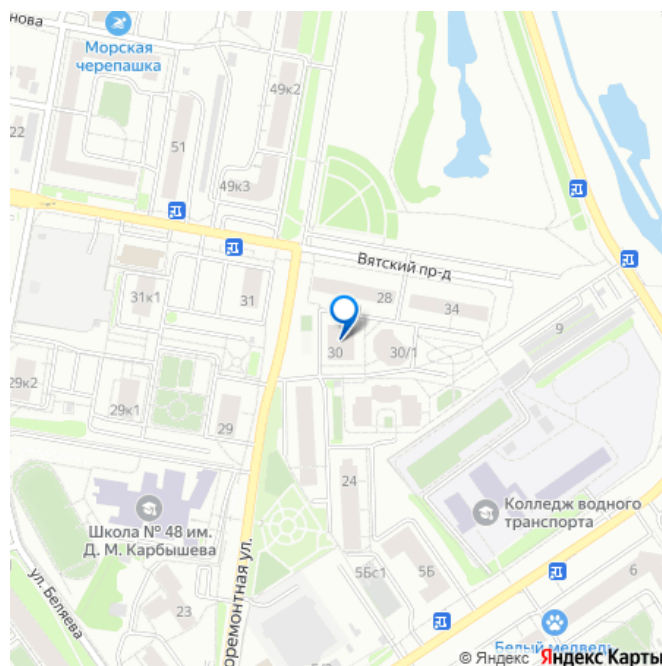 нова
Морская
черепашка
49к2
22
51
49к3
Вятский пр-д
31к1
31
28
34
9
30
30/1
29к2
29к1
29
24
Школа № 48 им.
Д. М. Карбышева
Колледж водного
транспорта
ул. Беляева
оремонтная ул.
23
5Бс1
5Б
6
Белый медведь
© Яндекс Яндекс Карты